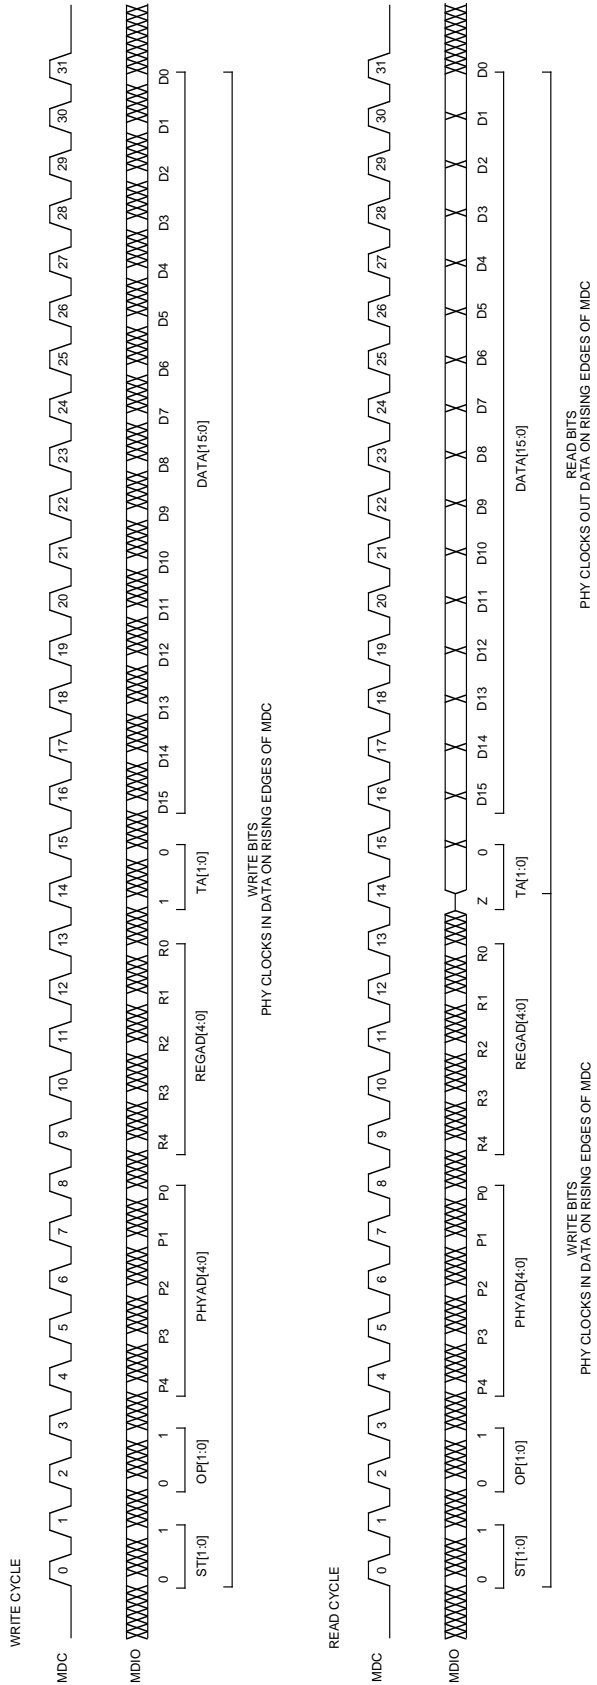 WRITE CYCLE
MDC 0 1 2 3 4 5 6 7 8 9 10 11 12 13 14 15 16 17 18 19 20 21 22 23 24 25 26 27 28 29 30 31
MDIO
0 1 0 1 P4 P3 P2 P1 P0 R4 R3 R2 R1 R0 1 0 D15 D14 D13 D12 D11 D10 D9 D8 D7 D6 D5 D4 D3 D2 D1 D0
ST[1:0] OP[1:0] PHYAD[4:0] REGAD[4:0] TA[1:0] DATA[15:0]
WRITE BITS
PHY CLOCKS IN DATA ON RISING EDGES OF MDC
READ CYCLE
MDC 0 1 2 3 4 5 6 7 8 9 10 11 12 13 14 15 16 17 18 19 20 21 22 23 24 25 26 27 28 29 30 31
MDIO
0 1 0 1 P4 P3 P2 P1 P0 R4 R3 R2 R1 R0 Z 0 D15 D14 D13 D12 D11 D10 D9 D8 D7 D6 D5 D4 D3 D2 D1 D0
ST[1:0] OP[1:0] PHYAD[4:0] REGAD[4:0] TA[1:0] DATA[15:0]
WRITE BITS
PHY CLOCKS IN DATA ON RISING EDGES OF MDC
READ BITS
PHY CLOCKS OUT DATA ON RISING EDGES OF MDC